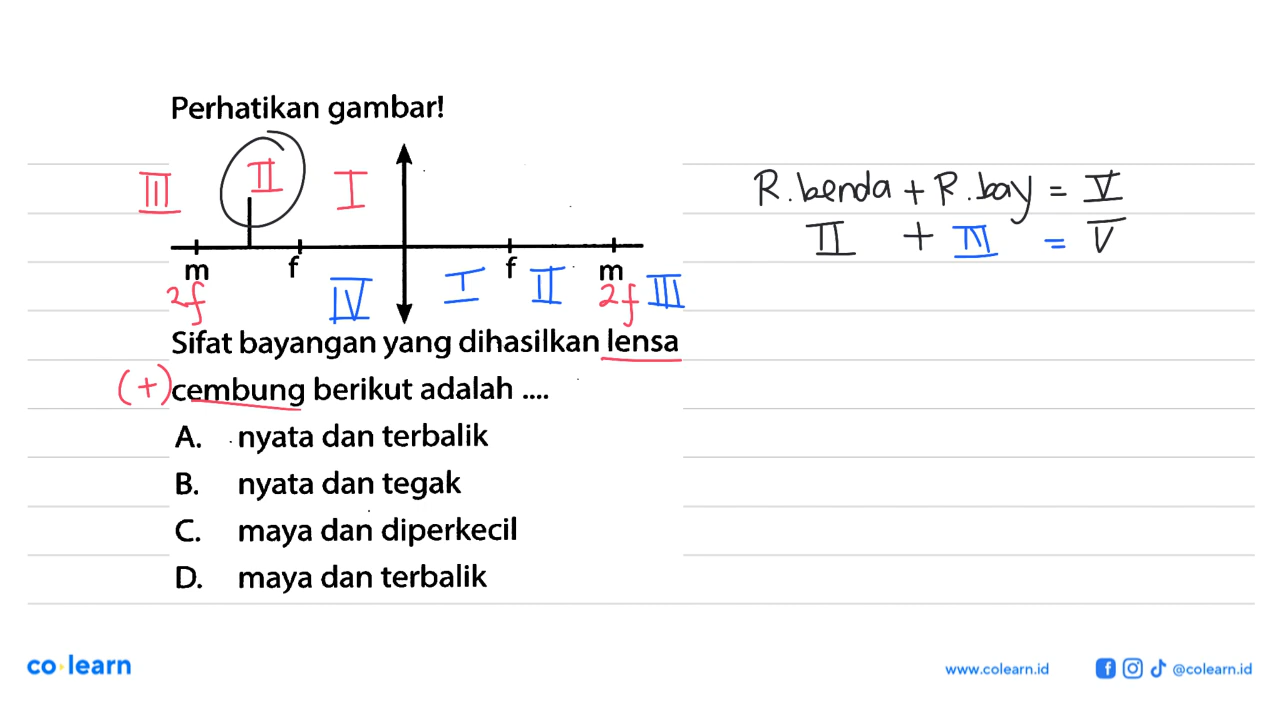 Perhatikan gambar!
III II I
R. benda + R. bay = V
II + IV = V
m f f m
2f IV I II 2f III
Sifat bayangan yang dihasilkan lensa
(+) cembung berikut adalah ....
A. nyata dan terbalik
B. nyata dan tegak
C. maya dan diperkecil
D. maya dan terbalik
co learn
www.colearn.id
@colearn.id